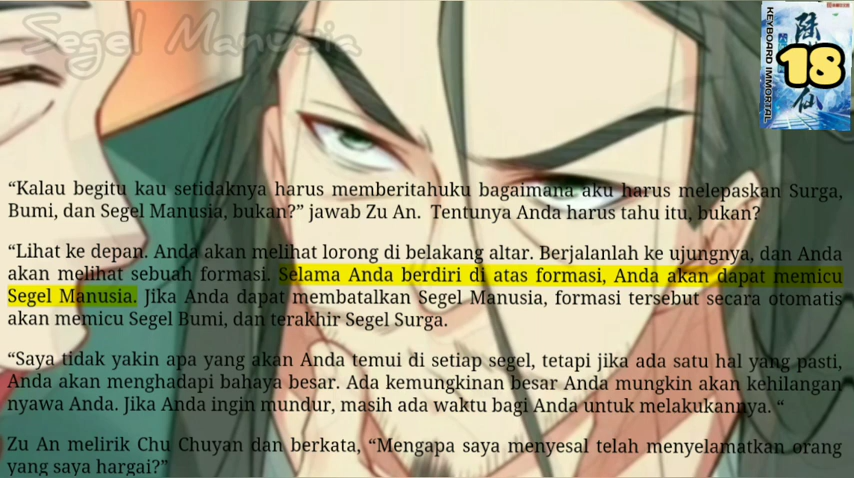 Segel Manusia
KEYBOARD IMMORTAL
18
“Kalau begitu kau setidaknya harus memberitahuku bagaimana aku harus melepaskan Surga,
Bumi, dan Segel Manusia, bukan?” jawab Zu An. Tentunya Anda harus tahu itu, bukan?
“Lihat ke depan. Anda akan melihat lorong di belakang altar. Berjalanlah ke ujungnya, dan Anda
akan melihat sebuah formasi. Selama Anda berdiri di atas formasi, Anda akan dapat memicu
Segel Manusia. Jika Anda dapat membatalkan Segel Manusia, formasi tersebut secara otomatis
akan memicu Segel Bumi, dan terakhir Segel Surga.
“Saya tidak yakin apa yang akan Anda temui di setiap segel, tetapi jika ada satu hal yang pasti,
Anda akan menghadapi bahaya besar. Ada kemungkinan besar Anda mungkin akan kehilangan
nyawa Anda. Jika Anda ingin mundur, masih ada waktu bagi Anda untuk melakukannya. “
Zu An melirik Chu Chuyan dan berkata, “Mengapa saya menyesal telah menyelamatkan orang
yang saya hargai?”